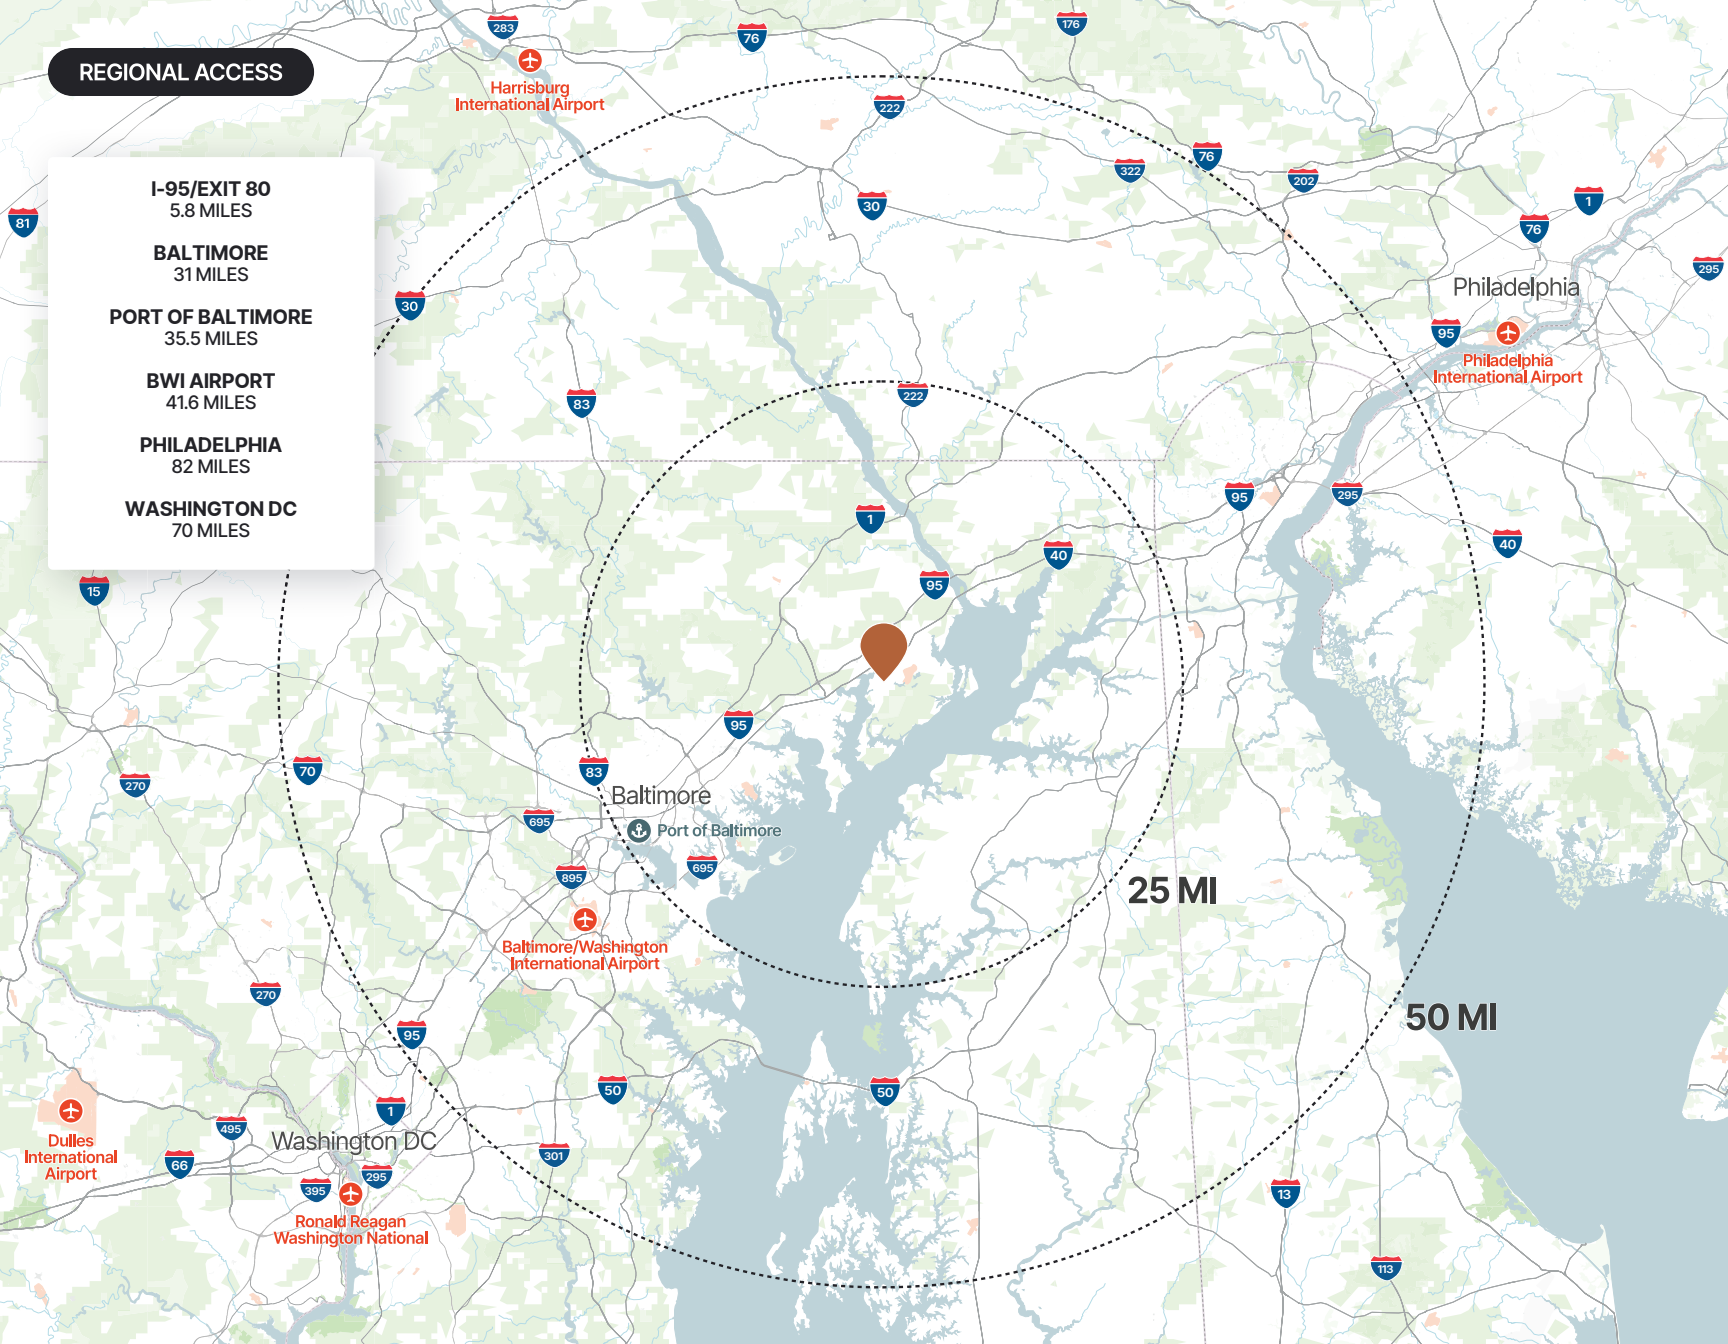 REGIONAL ACCESS
I-95/EXIT 80
5.8 MILES
BALTIMORE
31 MILES
PORT OF BALTIMORE
35.5 MILES
BWI AIRPORT
41.6 MILES
PHILADELPHIA
82 MILES
WASHINGTON DC
70 MILES
283
76
176
Harrisburg
International Airport
222
322
76
202
81
30
1
76
295
Philadelphia
30
95
Philadelphia
International Airport
83
222
95
295
1
40
40
95
15
95
70
83
270
Baltimore
695
Port of Baltimore
695
895
25 MI
Baltimore/Washington
International Airport
270
50 MI
95
50
50
1
Dulles
International
Airport
495
Washington DC
66
301
295
395
13
Ronald Reagan
Washington National
113